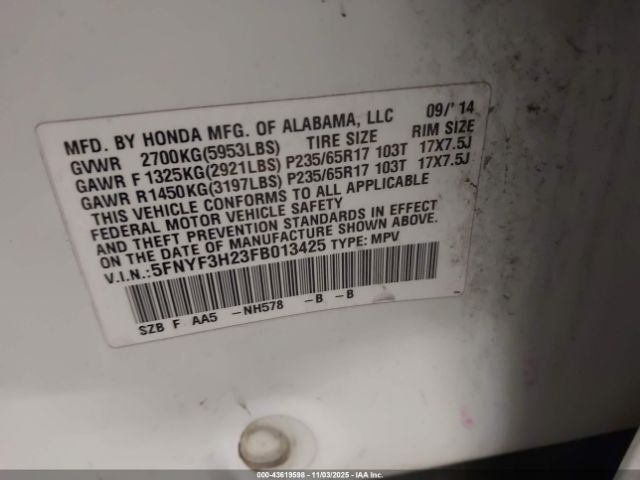 MFD. BY HONDA MFG. OF ALABAMA, LLC 09/'14
GVWR 2700KG(5953LBS) TIRE SIZE RIM SIZE
GAWR F 1325KG(2921LBS) P235/65R17 103T 17X7.5J
GAWR R1450KG(3197LBS) P235/65R17 103T 17X7.5J
THIS VEHICLE CONFORMS TO ALL APPLICABLE
FEDERAL MOTOR VEHICLE SAFETY
AND THEFT PREVENTION STANDARDS IN EFFECT
ON THE DATE OF MANUFACTURE SHOWN ABOVE.
V.I.N.:5FNYF3H23FB013425 TYPE: MPV
SZB F AA5 -NH578 -B -B
000-43619598 - 11/03/2025 - IAA Inc.